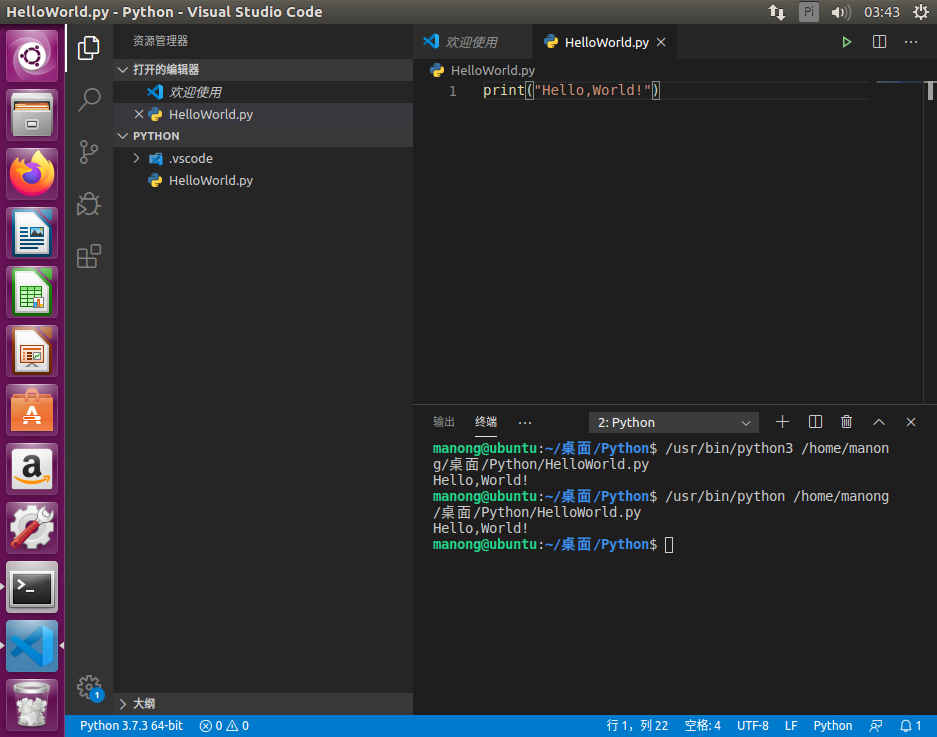 HelloWorld.py - Python - Visual Studio Code
Pi
03:43
资源管理器
打开的编辑器
欢迎使用
HelloWorld.py
PYTHON
.vscode
HelloWorld.py
大纲
欢迎使用
HelloWorld.py
HelloWorld.py
1 print("Hello,World!")
输出 终端 ··· 2: Python
manong@ubuntu:~/桌面/Python$ /usr/bin/python3 /home/manon
g/桌面/Python/HelloWorld.py
Hello,World!
manong@ubuntu:~/桌面/Python$ /usr/bin/python /home/manong
/桌面/Python/HelloWorld.py
Hello,World!
manong@ubuntu:~/桌面/Python$
1
Python 3.7.3 64-bit 0 0 行 1，列 22 空格: 4 UTF-8 LF Python 1